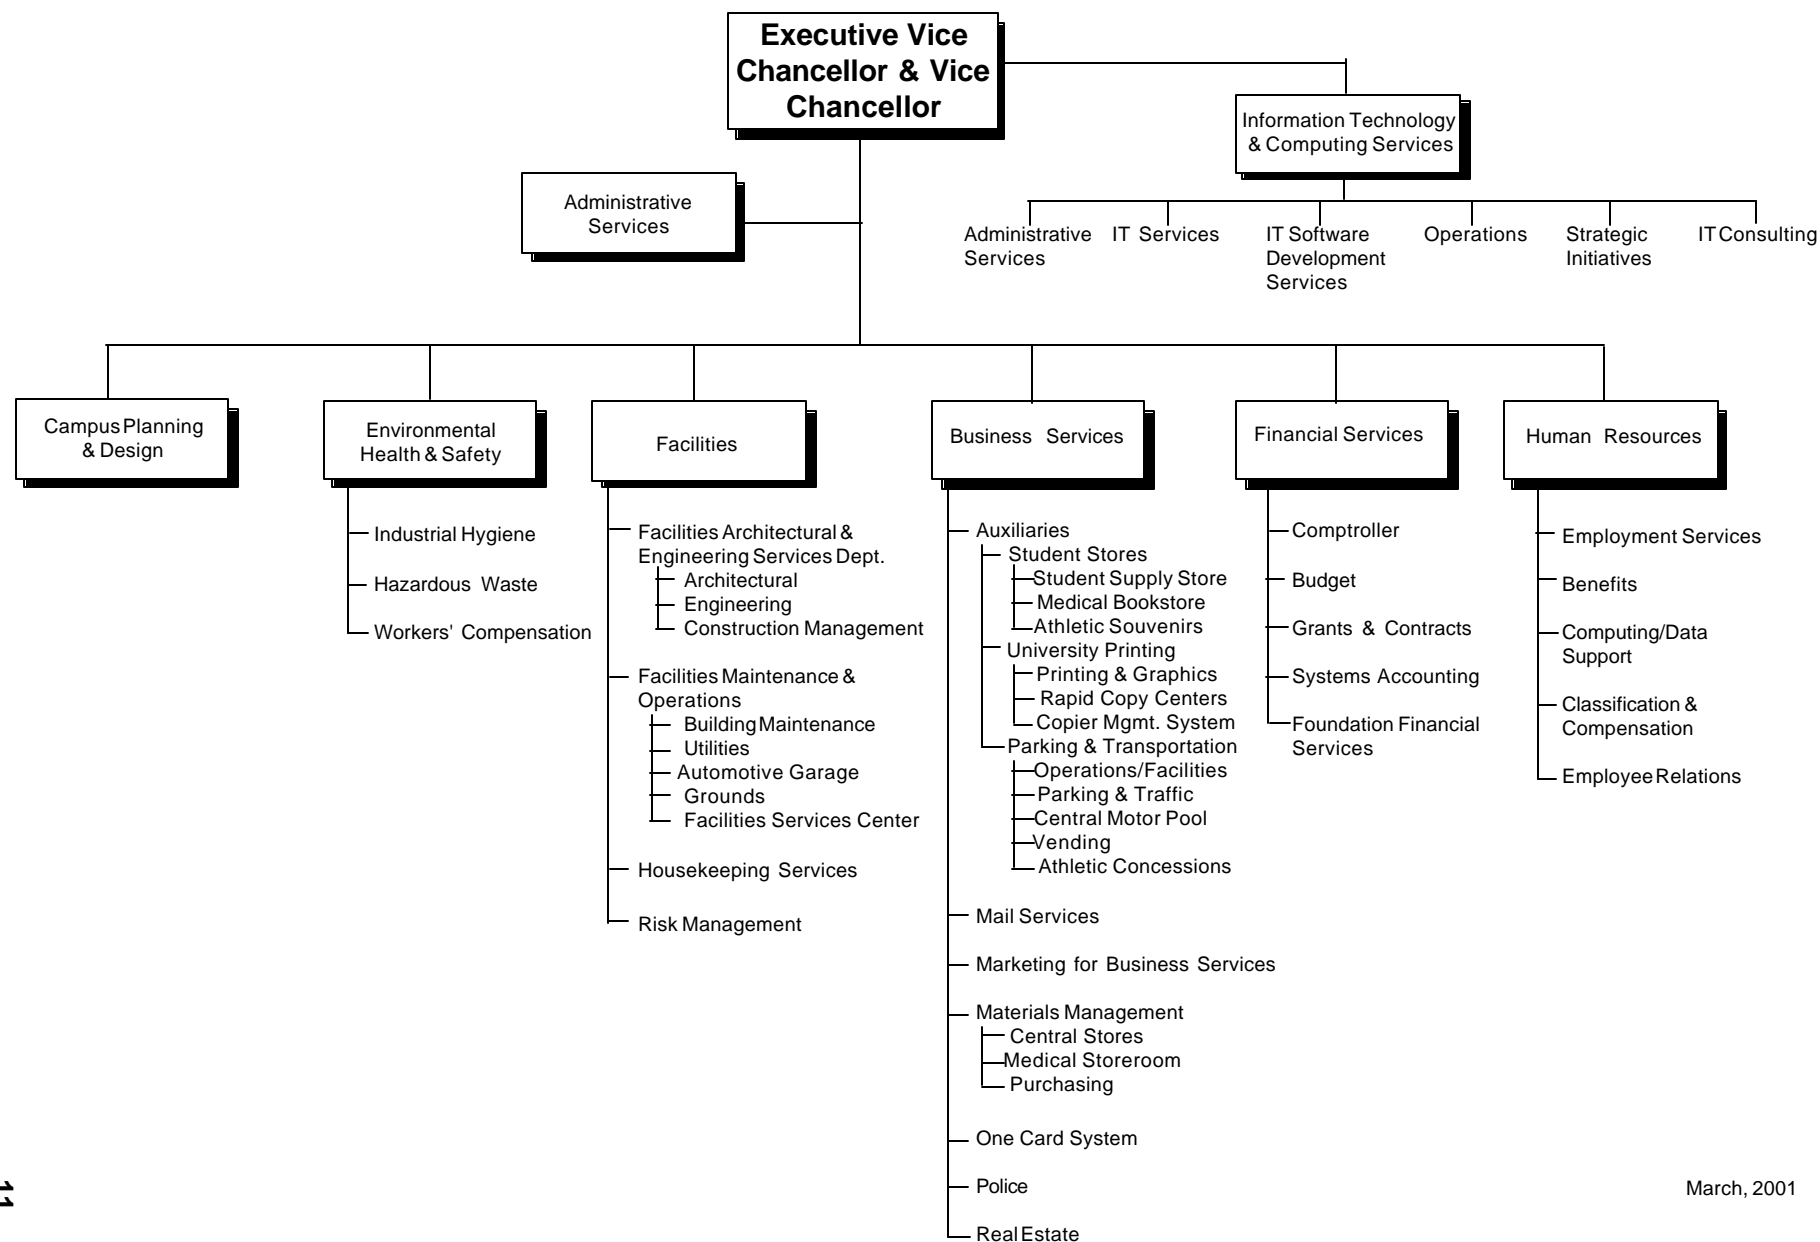 Executive Vice
Chancellor & Vice
Chancellor
Information Technology
& Computing Services
Administrative
Services
Administrative
Services
IT Services
IT Software
Development
Services
Operations
Strategic
Initiatives
IT Consulting
Campus Planning
& Design
Environmental
Health & Safety
Industrial Hygiene
Hazardous Waste
Workers' Compensation
Facilities
Facilities Architectural &
Engineering Services Dept.
Architectural
Engineering
Construction Management
Facilities Maintenance &
Operations
Building Maintenance
Utilities
Automotive Garage
Grounds
Facilities Services Center
Housekeeping Services
Risk Management
Business Services
Auxiliaries
Student Stores
Student Supply Store
Medical Bookstore
Athletic Souvenirs
University Printing
Printing & Graphics
Rapid Copy Centers
Copier Mgmt. System
Parking & Transportation
Operations/Facilities
Parking & Traffic
Central Motor Pool
Vending
Athletic Concessions
Mail Services
Marketing for Business Services
Materials Management
Central Stores
Medical Storeroom
Purchasing
One Card System
Police
Real Estate
Financial Services
Comptroller
Budget
Grants & Contracts
Systems Accounting
Foundation Financial
Services
Human Resources
Employment Services
Benefits
Computing/Data
Support
Classification &
Compensation
Employee Relations
March, 2001
11